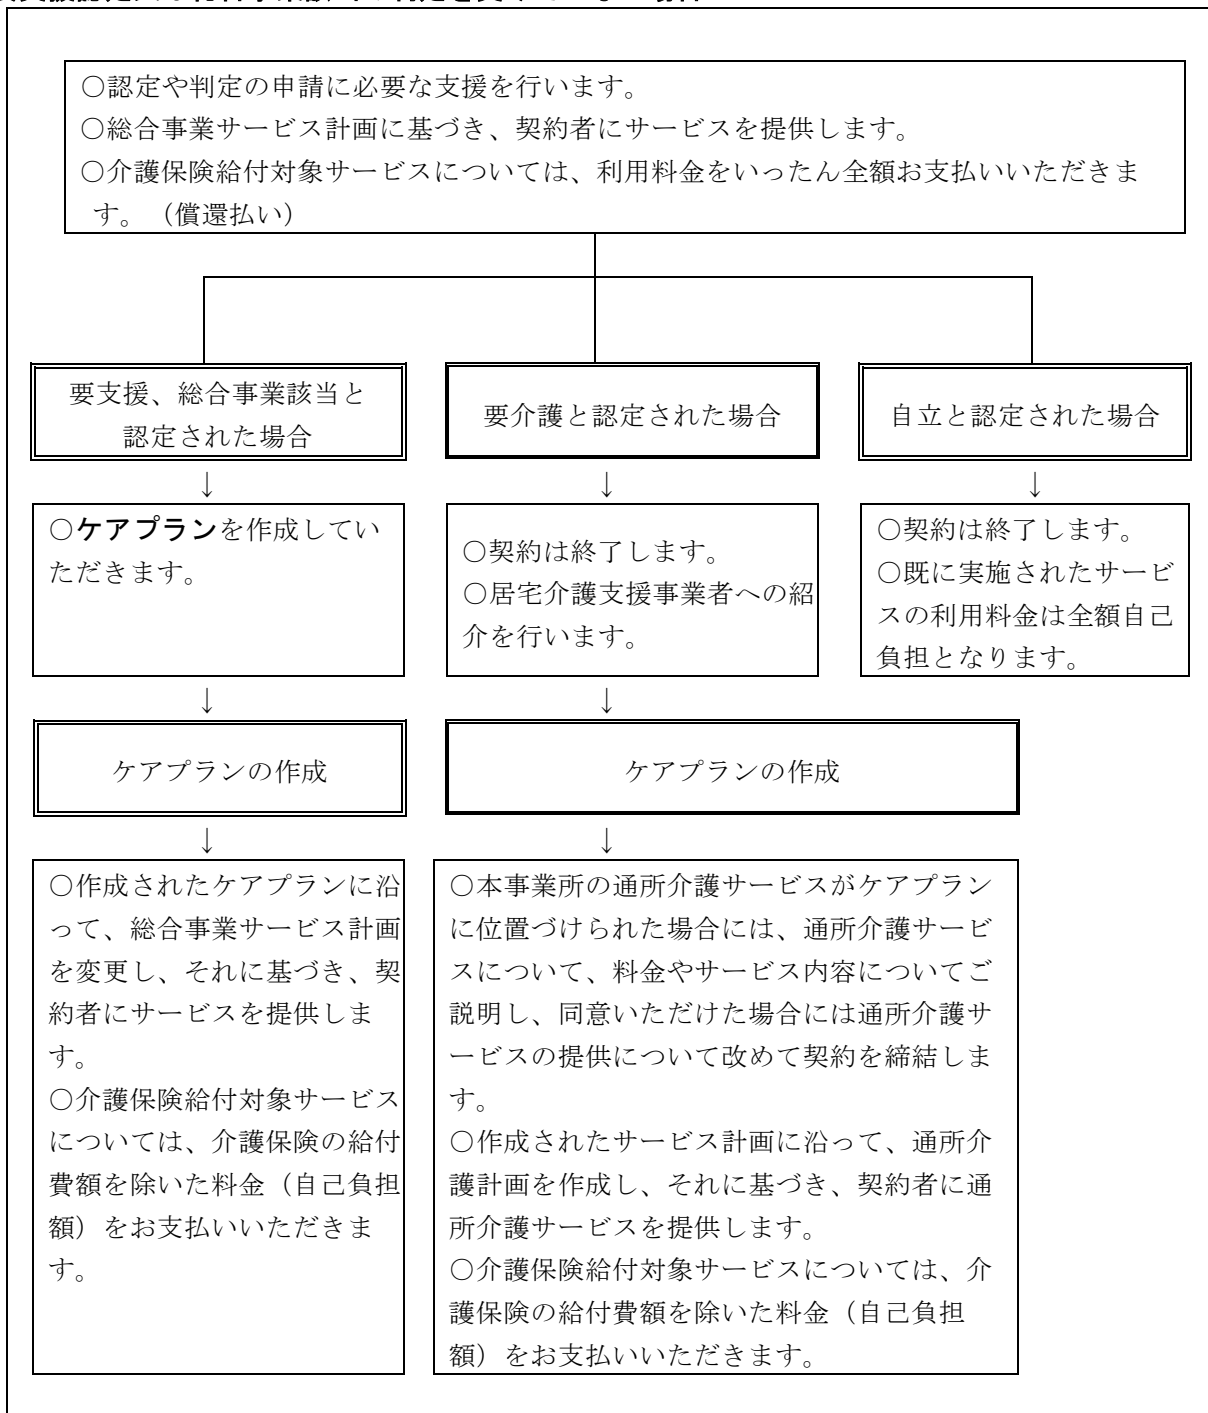 ○認定や判定の申請に必要な支援を行います。
○総合事業サービス計画に基づき、契約者にサービスを提供します。
○介護保険給付対象サービスについては、利用料金をいったん全額お支払いいただきま
す。（償還払い）
要支援、総合事業該当と
認定された場合
↓
○ケアプランを作成してい
ただきます。
↓
ケアプランの作成
↓
○作成されたケアプランに沿
って、総合事業サービス計画
を変更し、それに基づき、契
約者にサービスを提供しま
す。
○介護保険給付対象サービス
については、介護保険の給付
費額を除いた料金（自己負担
額）をお支払いいただきま
す。
要介護と認定された場合
↓
○契約は終了します。
○居宅介護支援事業者への紹
介を行います。
↓
ケアプランの作成
↓
○本事業所の通所介護サービスがケアプラン
に位置づけられた場合には、通所介護サービ
スについて、料金やサービス内容についてご
説明し、同意いただけた場合には通所介護サ
ービスの提供について改めて契約を締結しま
す。
○作成されたサービス計画に沿って、通所介
護計画を作成し、それに基づき、契約者に通
所介護サービスを提供します。
○介護保険給付対象サービスについては、介
護保険の給付費額を除いた料金（自己負担
額）をお支払いいただきます。
自立と認定された場合
↓
○契約は終了します。
○既に実施されたサービ
スの利用料金は全額自己
負担となります。